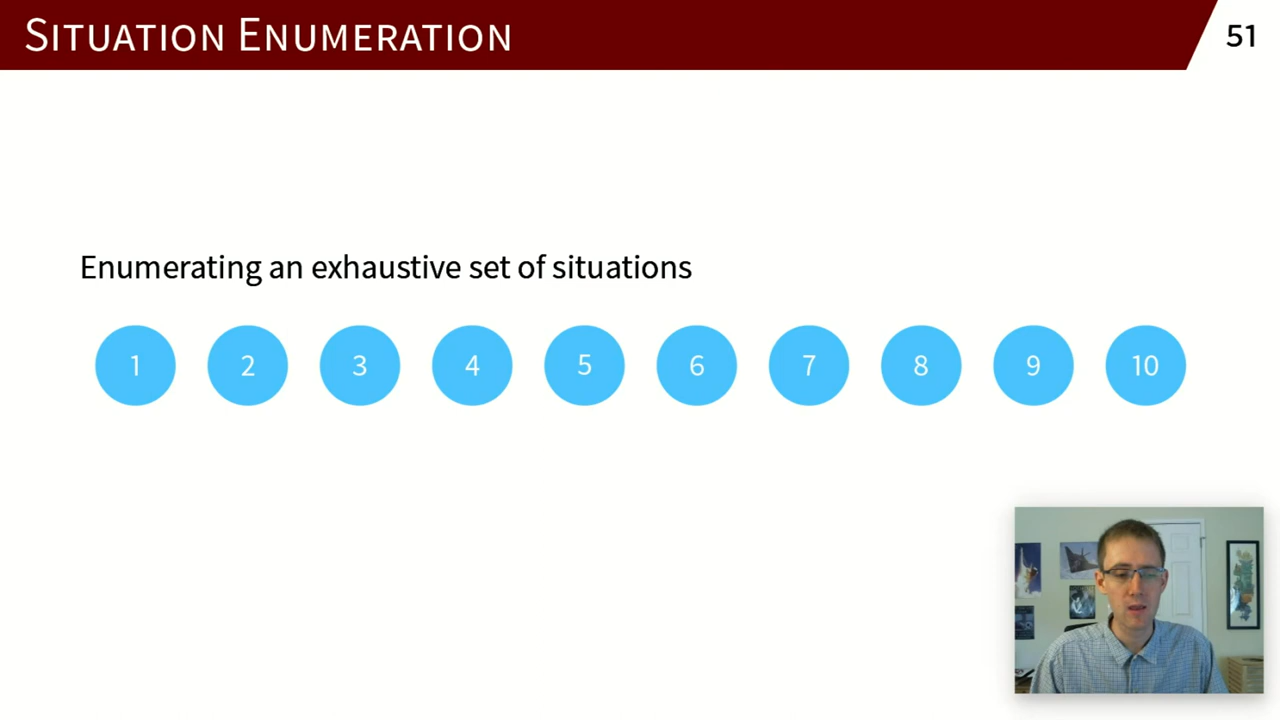 SITUATION ENUMERATION
51
Enumerating an exhaustive set of situations
1 2 3 4 5 6 7 8 9 10